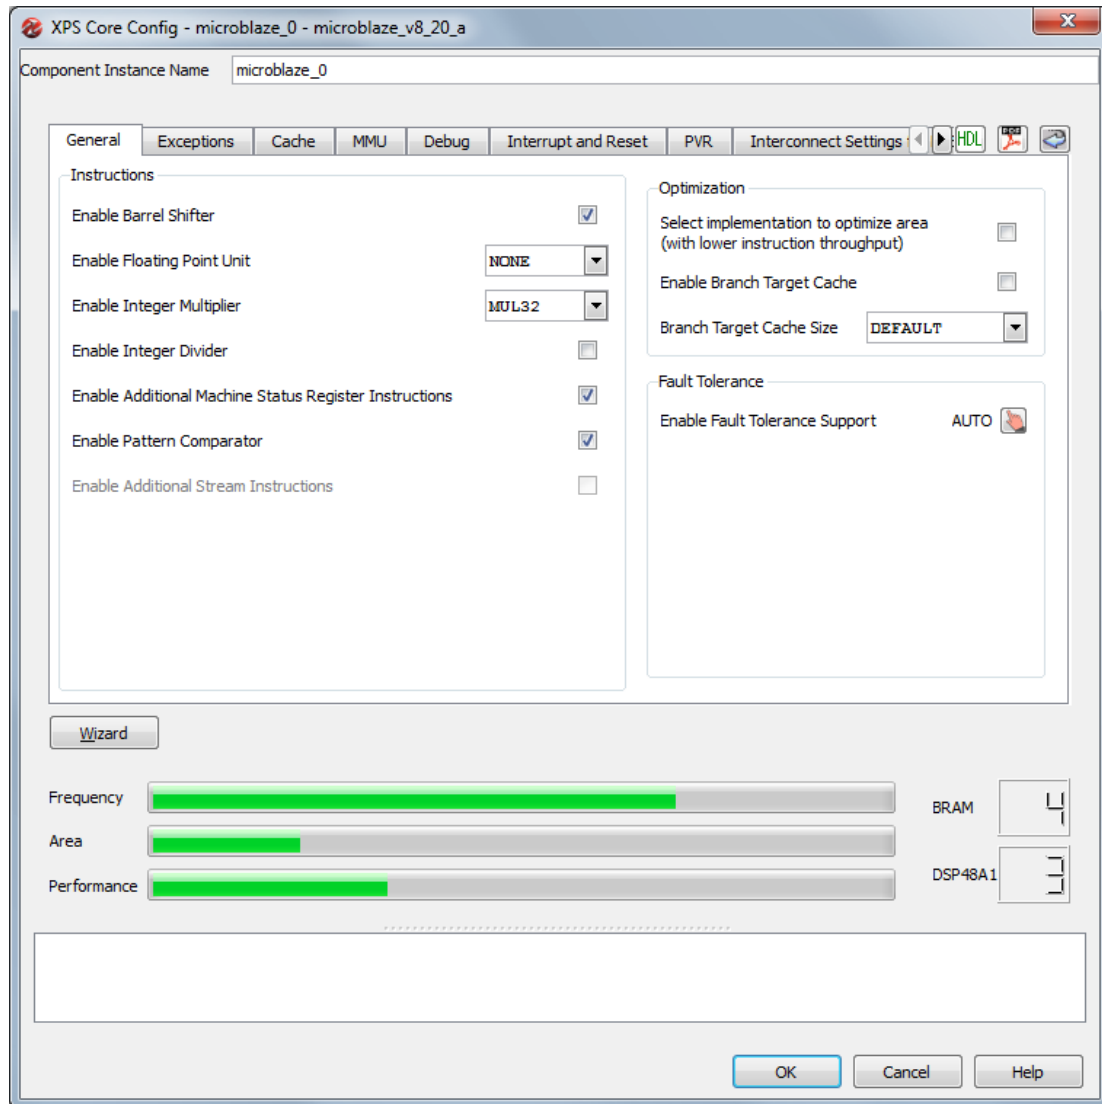 XPS Core Config - microblaze_0 - microblaze_v8_20_a
Component Instance Name microblaze_0
General Exceptions Cache MMU Debug Interrupt and Reset PVR Interconnect Settings HDL PDF
Instructions
Enable Barrel Shifter
Enable Floating Point Unit NONE
Enable Integer Multiplier MUL32
Enable Integer Divider
Enable Additional Machine Status Register Instructions
Enable Pattern Comparator
Enable Additional Stream Instructions
Optimization
Select implementation to optimize area
(with lower instruction throughput)
Enable Branch Target Cache
Branch Target Cache Size DEFAULT
Fault Tolerance
Enable Fault Tolerance Support AUTO
Wizard
Frequency
Area
Performance
BRAM 4
DSP48A1 3
OK Cancel Help